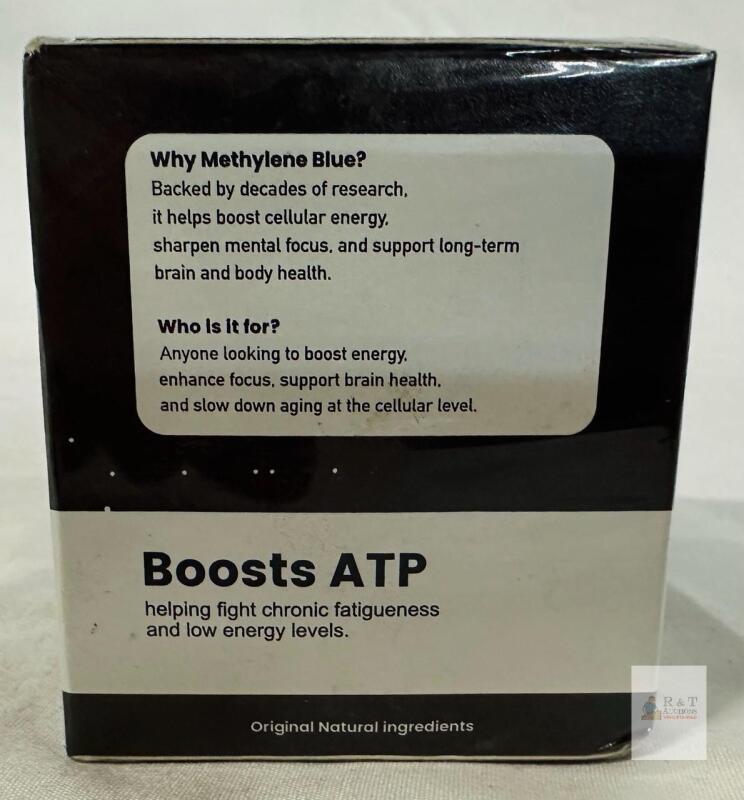 Why Methylene Blue?
Backed by decades of research,
it helps boost cellular energy,
sharpen mental focus, and support long-term
brain and body health.
Who is it for?
Anyone looking to boost energy,
enhance focus, support brain health,
and slow down aging at the cellular level.
Boosts ATP
helping fight chronic fatigueness
and low energy levels.
Original Natural ingredients
R & T
Auctions